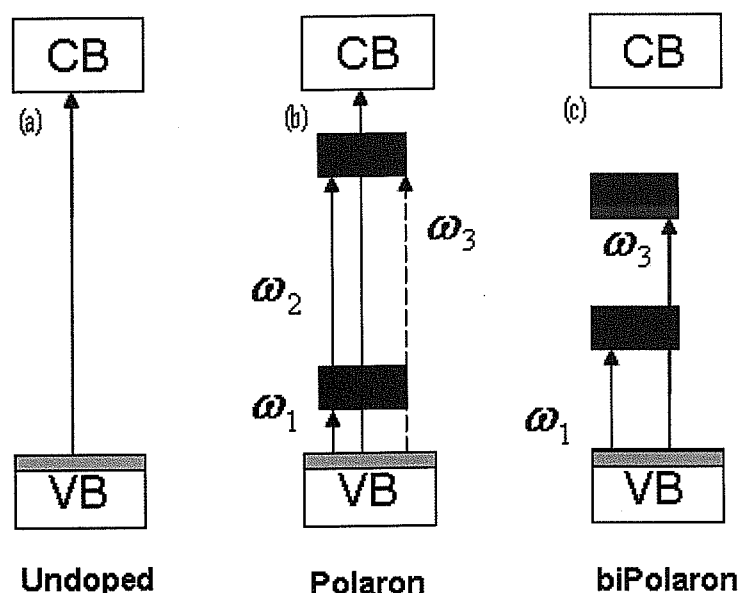 CB
(a)
VB
Undoped
CB
(b)
ω2
ω3
ω1
VB
Polaron
CB
(c)
ω3
ω1
VB
biPolaron